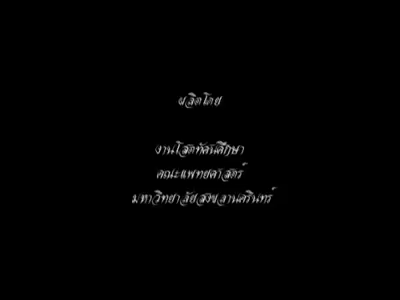 ผลิตโดย
งานโสตทัศนศึกษา
คณะแพทยศาสตร์
มหาวิทยาลัยสงขลานครินทร์